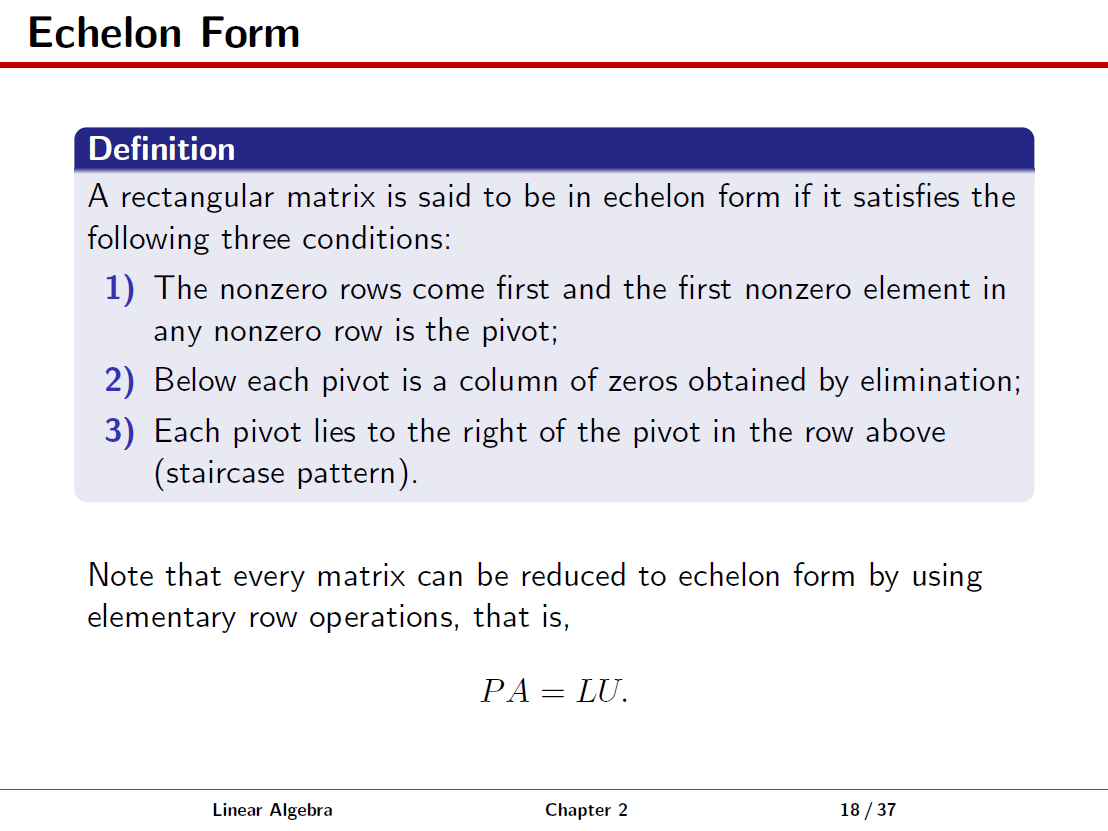 Echelon Form
Definition
A rectangular matrix is said to be in echelon form if it satisfies the
following three conditions:
1) The nonzero rows come first and the first nonzero element in
any nonzero row is the pivot;
2) Below each pivot is a column of zeros obtained by elimination;
3) Each pivot lies to the right of the pivot in the row above
(staircase pattern).
Note that every matrix can be reduced to echelon form by using
elementary row operations, that is,
PA = LU.
Linear Algebra Chapter 2 18 / 37